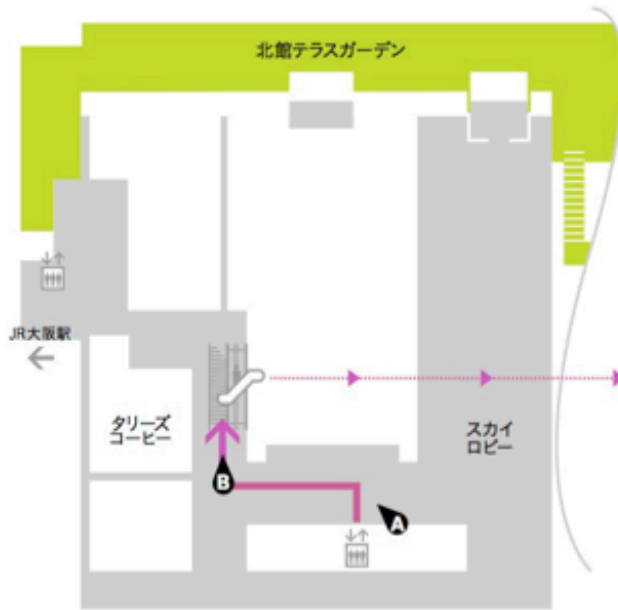 北館テラスガーデン
JR大阪駅
タリーズ
コーヒー
スカイ
ロビー
B
A